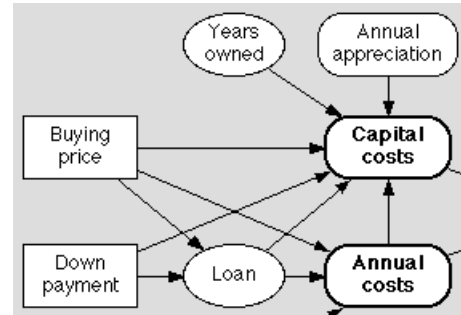 Years
owned
Annual
appreciation
Buying
price
Capital
costs
Down
payment
Loan
Annual
costs